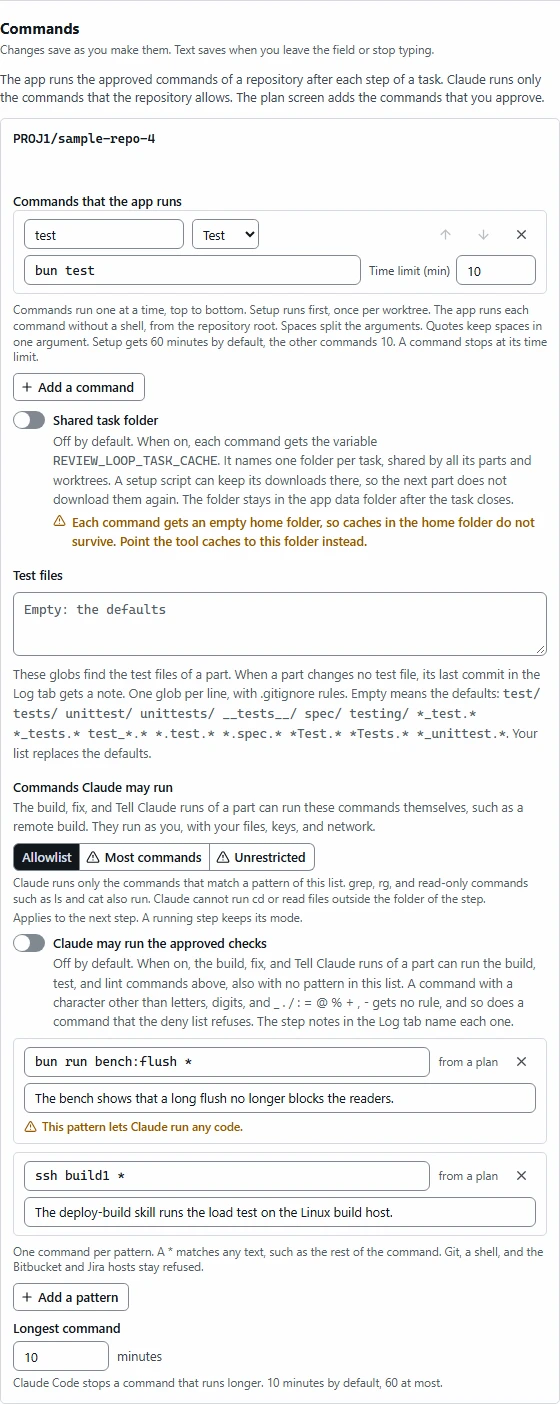 Commands
Changes save as you make them. Text saves when you leave the field or stop typing.
The app runs the approved commands of a repository after each step of a task. Claude runs only
the commands that the repository allows. The plan screen adds the commands that you approve.
PROJ1/sample-repo-4
Commands that the app runs
test Test
bun test Time limit (min) 10
Commands run one at a time, top to bottom. Setup runs first, once per worktree. The app runs each
command without a shell, from the repository root. Spaces split the arguments. Quotes keep spaces in
one argument. Setup gets 60 minutes by default, the other commands 10. A command stops at its time
limit.
+ Add a command
Shared task folder
Off by default. When on, each command gets the variable
REVIEW_LOOP_TASK_CACHE. It names one folder per task, shared by all its parts and
worktrees. A setup script can keep its downloads there, so the next part does not
download them again. The folder stays in the app data folder after the task closes.
Each command gets an empty home folder, so caches in the home folder do not
survive. Point the tool caches to this folder instead.
Test files
Empty: the defaults
These globs find the test files of a part. When a part changes no test file, its last commit in the
Log tab gets a note. One glob per line, with .gitignore rules. Empty means the defaults: test/
tests/ unittest/ unittests/ __tests__/ spec/ testing/ *_test.*
*_tests.* test_*.* *.test.* *.spec.* *Test.* *Tests.* *_unittest.*. Your
list replaces the defaults.
Commands Claude may run
The build, fix, and Tell Claude runs of a part can run these commands themselves, such as a
remote build. They run as you, with your files, keys, and network.
Allowlist Most commands Unrestricted
Claude runs only the commands that match a pattern of this list. grep, rg, and read-only commands
such as ls and cat also run. Claude cannot run cd or read files outside the folder of the step.
Applies to the next step. A running step keeps its mode.
Claude may run the approved checks
Off by default. When on, the build, fix, and Tell Claude runs of a part can run the build,
test, and lint commands above, also with no pattern in this list. A command with a
character other than letters, digits, and _ . / : = @ % + , - gets no rule, and so does a
command that the deny list refuses. The step notes in the Log tab name each one.
bun run bench:flush * from a plan
The bench shows that a long flush no longer blocks the readers.
This pattern lets Claude run any code.
ssh build1 * from a plan
The deploy-build skill runs the load test on the Linux build host.
One command per pattern. A * matches any text, such as the rest of the command. Git, a shell, and the
Bitbucket and Jira hosts stay refused.
+ Add a pattern
Longest command
10 minutes
Claude Code stops a command that runs longer. 10 minutes by default, 60 at most.